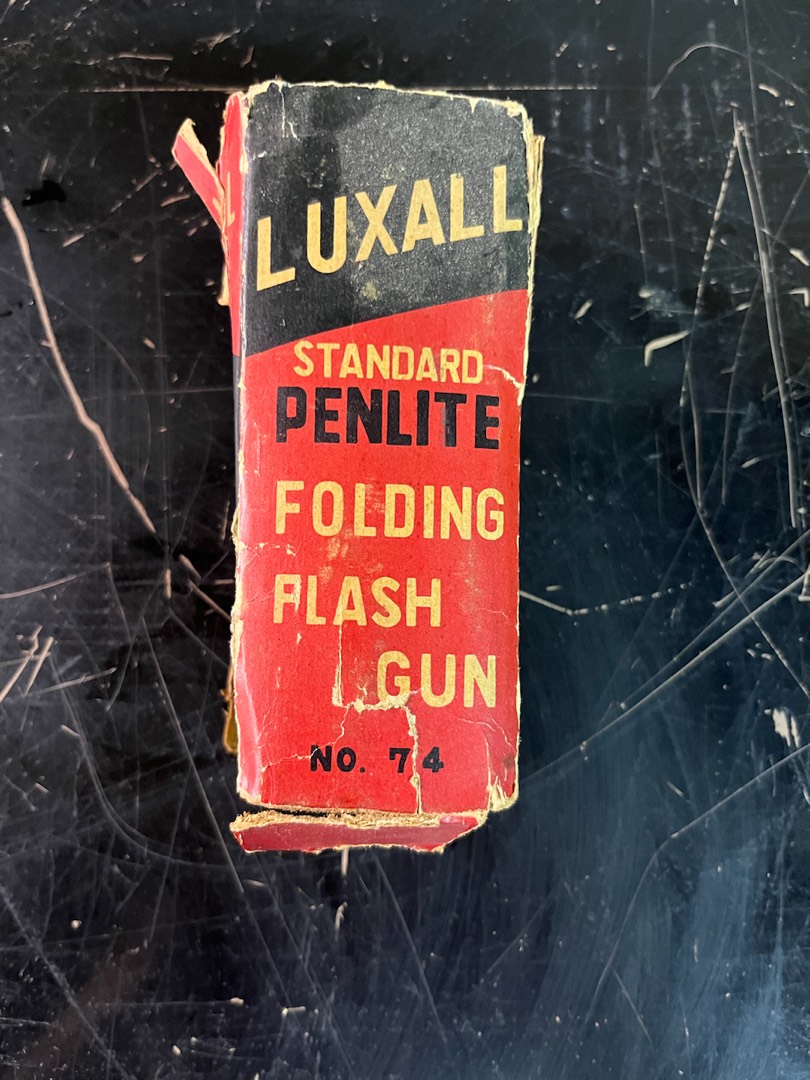 LUXALL
STANDARD
PENLITE
FOLDING
FLASH
GUN
NO. 74